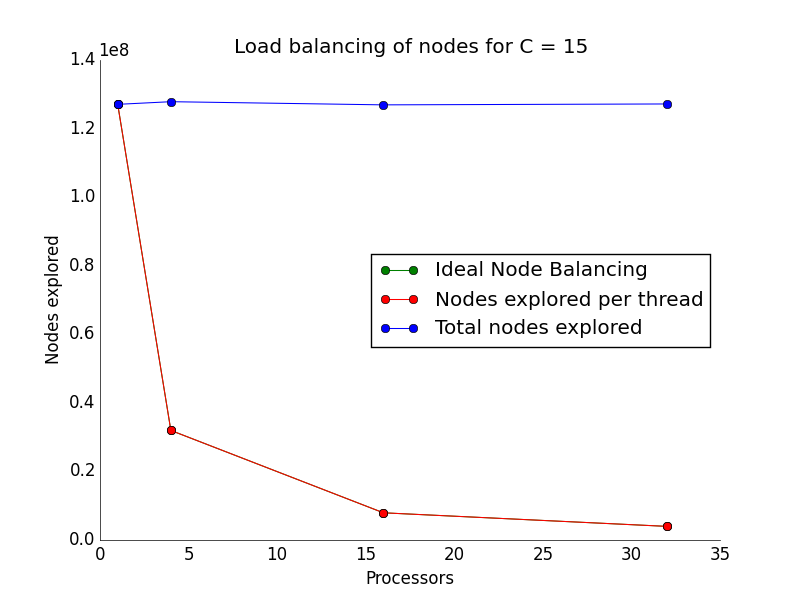 Load balancing of nodes for C = 15
1e8
1.4
1.2
1.0
0.8
0.6
0.4
0.2
0.0
Nodes explored
Ideal Node Balancing
Nodes explored per thread
Total nodes explored
0 5 10 15 20 25 30 35
Processors